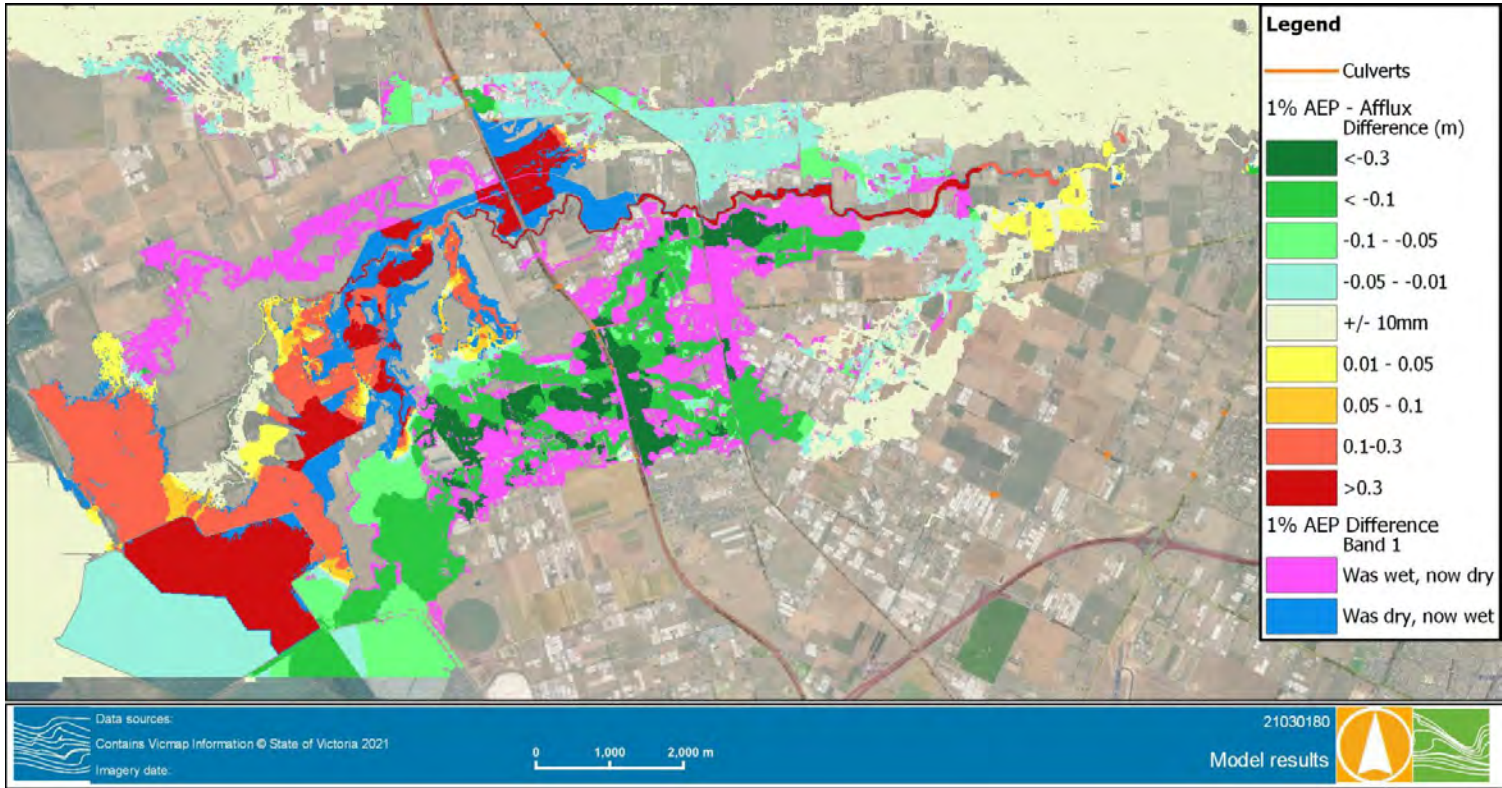 Legend
Culverts
1% AEP - Afflux
Difference (m)
<-0.3
< -0.1
-0.1 - -0.05
-0.05 - -0.01
+/- 10mm
0.01 - 0.05
0.05 - 0.1
0.1-0.3
>0.3
1% AEP Difference
Band 1
Was wet, now dry
Was dry, now wet
Data sources:
Contains Vicmap Information © State of Victoria 2021
Imagery date:
0 1,000 2,000 m
21030180
Model results